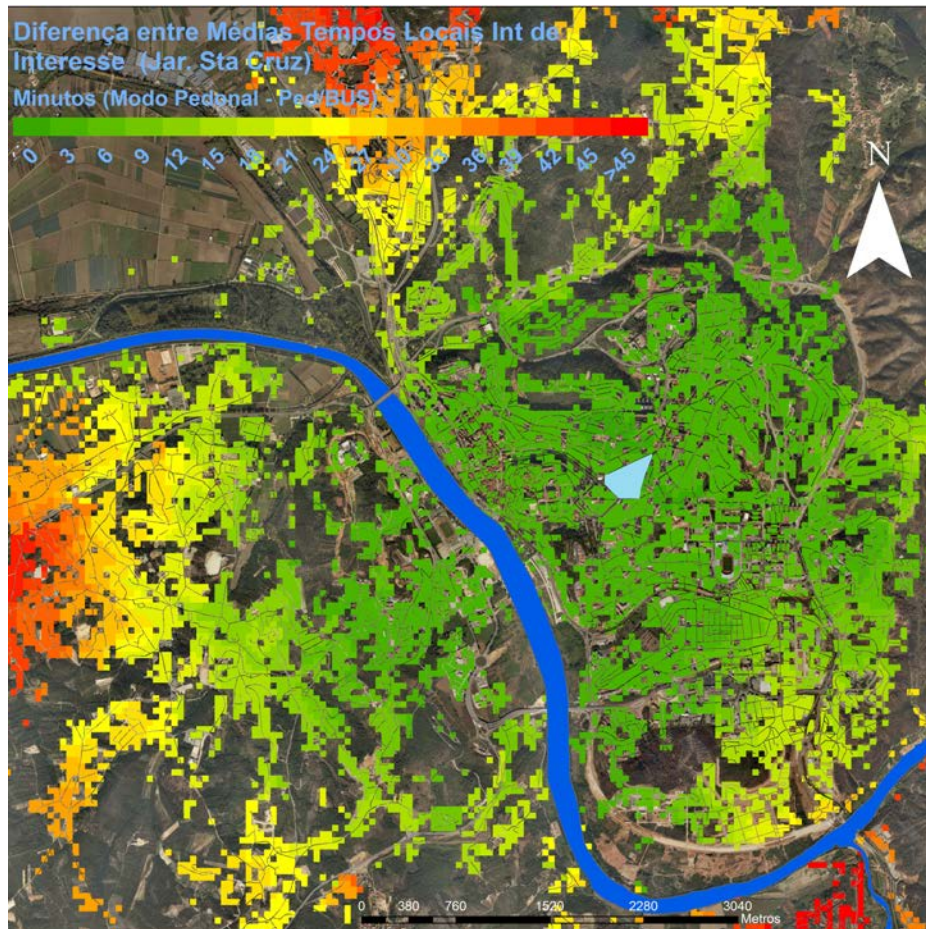 Diferença entre Médias Tempos Locais Int de
Interesse (Jar. Sta Cruz)
Minutos (Modo Pedonal - Ped/BUS)
0 3 6 9 12 15 18 21 24 27 30 33 36 39 42 45 >45
N
0 380 760 1520 2280 3040
Metros